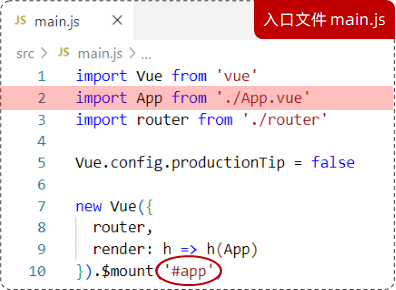 main.js
入口文件 main.js
src > main.js > ...
1 import Vue from 'vue'
2 import App from './App.vue'
3 import router from './router'
4
5 Vue.config.productionTip = false
6
7 new Vue({
8 router,
9 render: h => h(App)
10 }).$mount('#app')